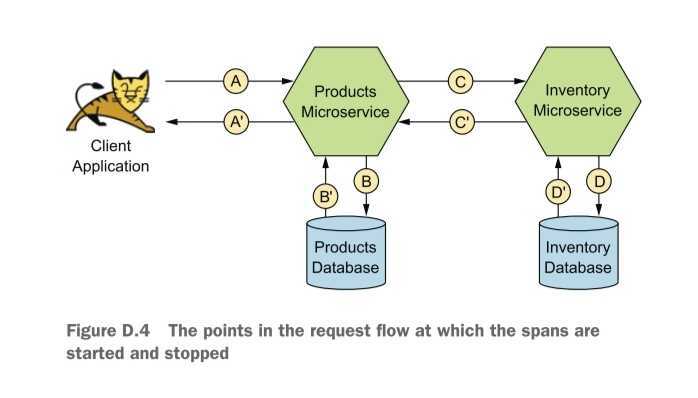 A
C
Products
Microservice
Inventory
Microservice
A'
C'
Client
Application
B'
B
D'
D
Products
Database
Inventory
Database
Figure D.4 The points in the request flow at which the spans are
started and stopped